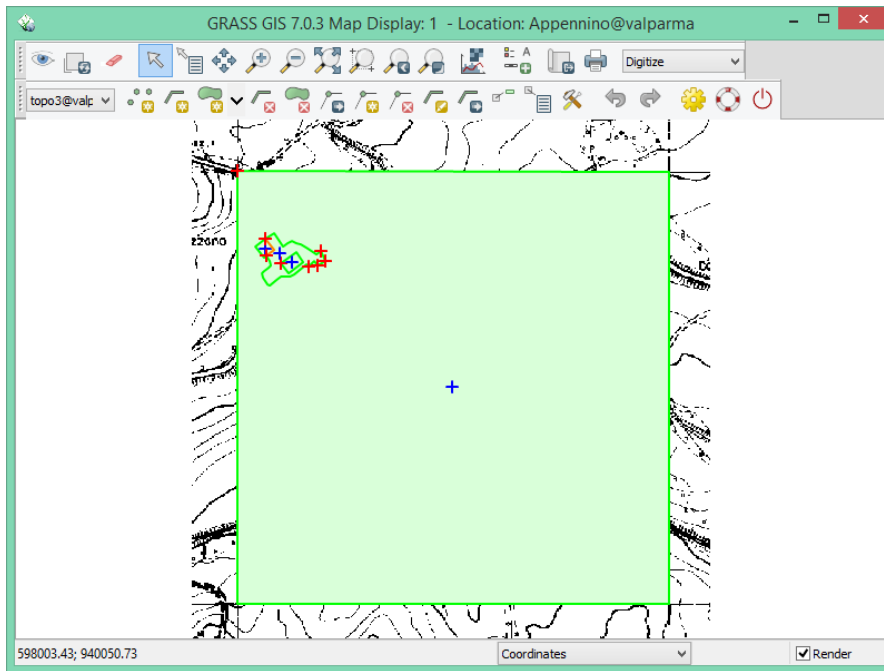 GRASS GIS 7.0.3 Map Display: 1 - Location: Appennino@valparma
Digitize
topo3@valp
zzono
598003.43; 940050.73
Coordinates
Render